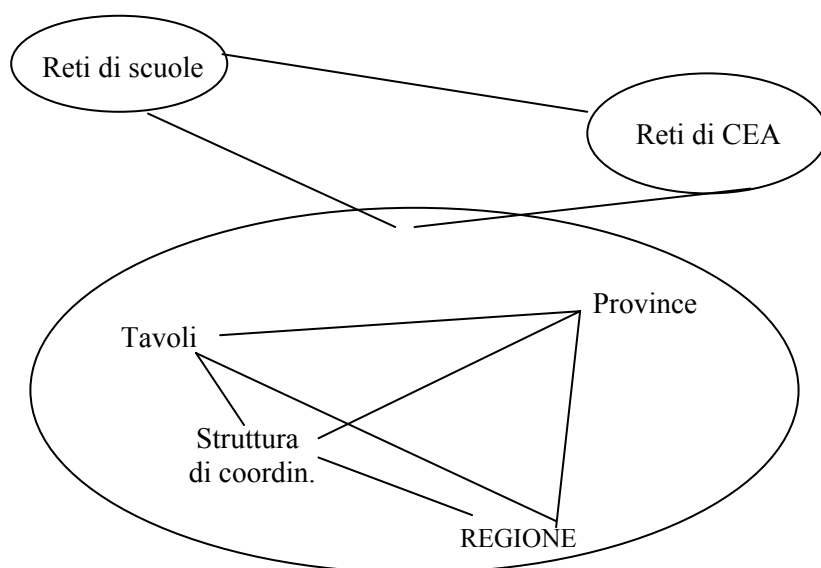 Reti di scuole
Reti di CEA
Province
Tavoli
Struttura
di coordin.
REGIONE